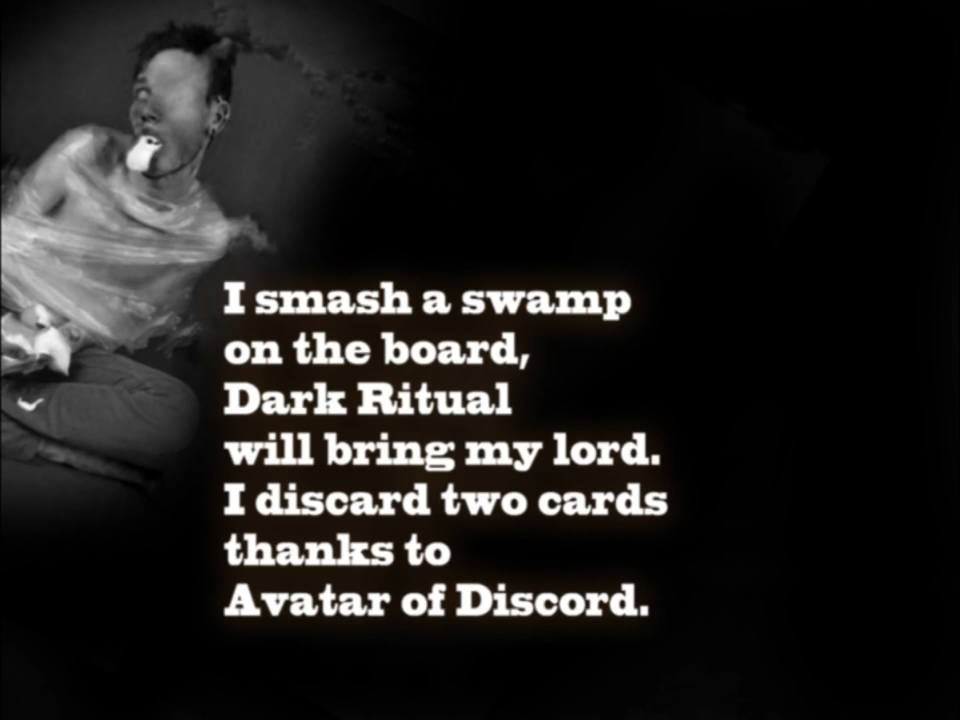 I smash a swamp
on the board,
Dark Ritual
will bring my lord.
I discard two cards
thanks to
Avatar of Discord.